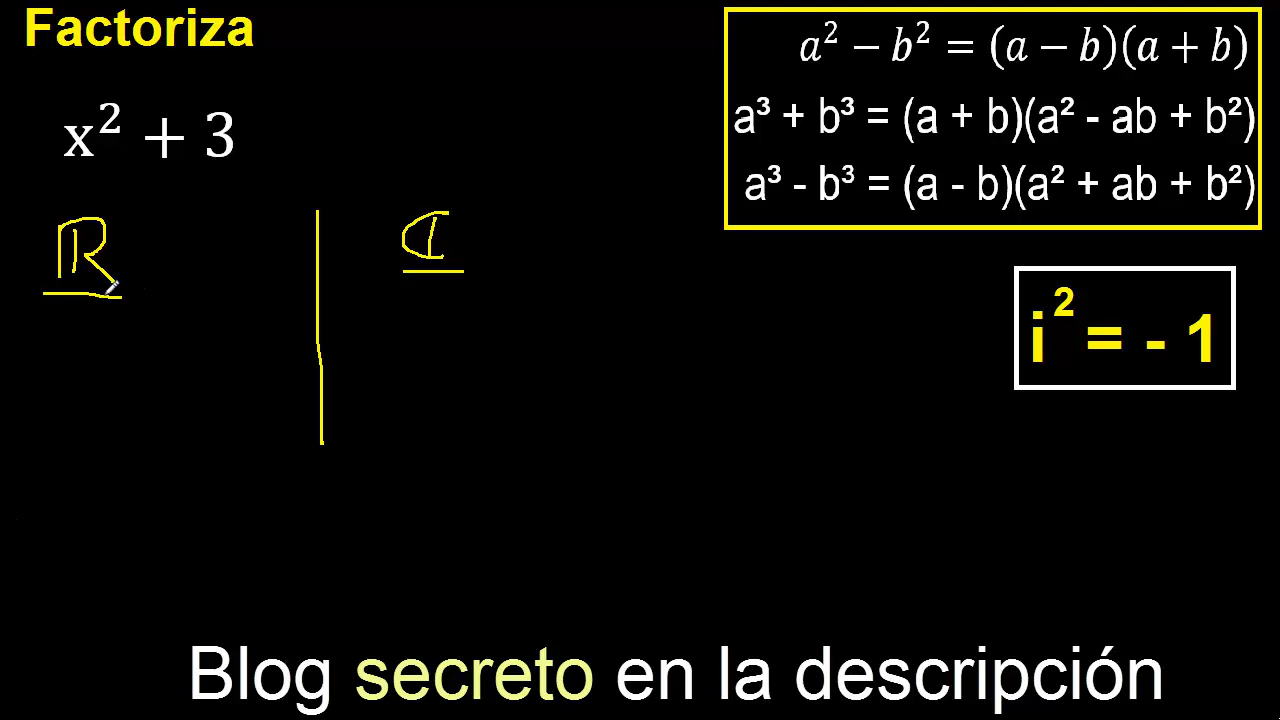 Factoriza
x² + 3
ℝ
ℂ
a² − b² = (a − b)(a + b)
a³ + b³ = (a + b)(a² - ab + b²)
a³ - b³ = (a - b)(a² + ab + b²)
i² = - 1
Blog secreto en la descripción